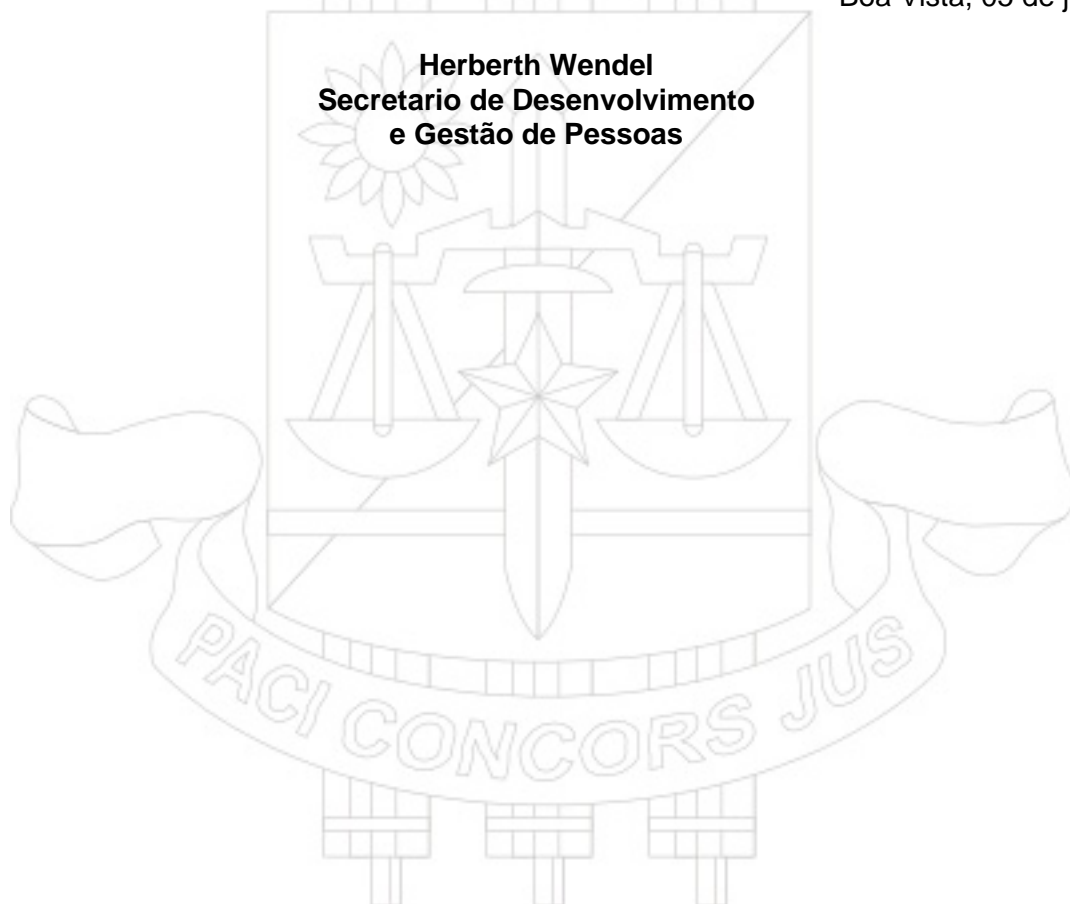 Boa Vista, 05 de j
Herberth Wendel
Secretario de Desenvolvimento
e Gestão de Pessoas
PACI CONCORS JUS